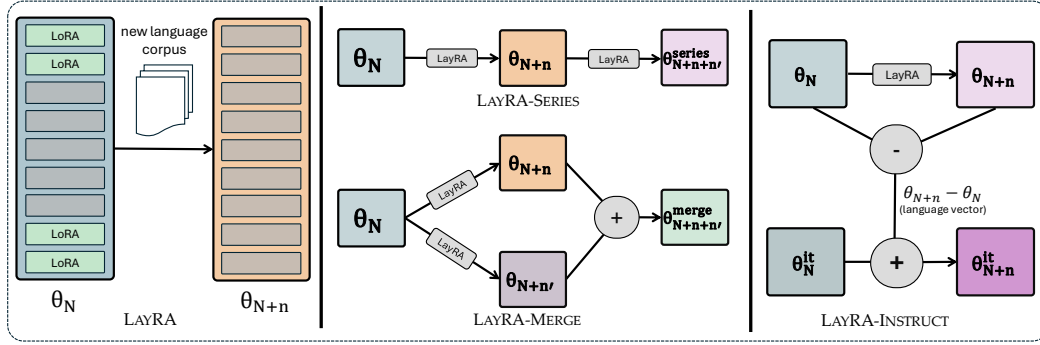 LoRA
LoRA
LoRA
LoRA
new language
corpus
θN
θN+n
LAYRA
θN
LayRA
θN+n
LayRA
θseries N+n+n′
LAYRA-SERIES
θN
LayRA
θN+n
LayRA
θN+n′
+
θmerge N+n+n′
LAYRA-MERGE
θN
LayRA
θN+n
-
θN+n − θN
(language vector)
θit N
+
θit N+n
LAYRA-INSTRUCT